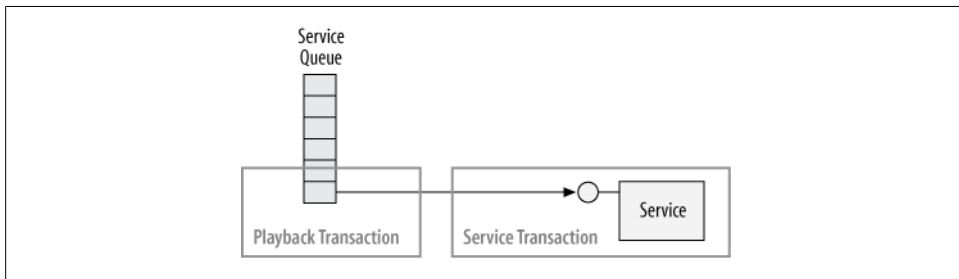 Service
Queue
Service
Playback Transaction
Service Transaction